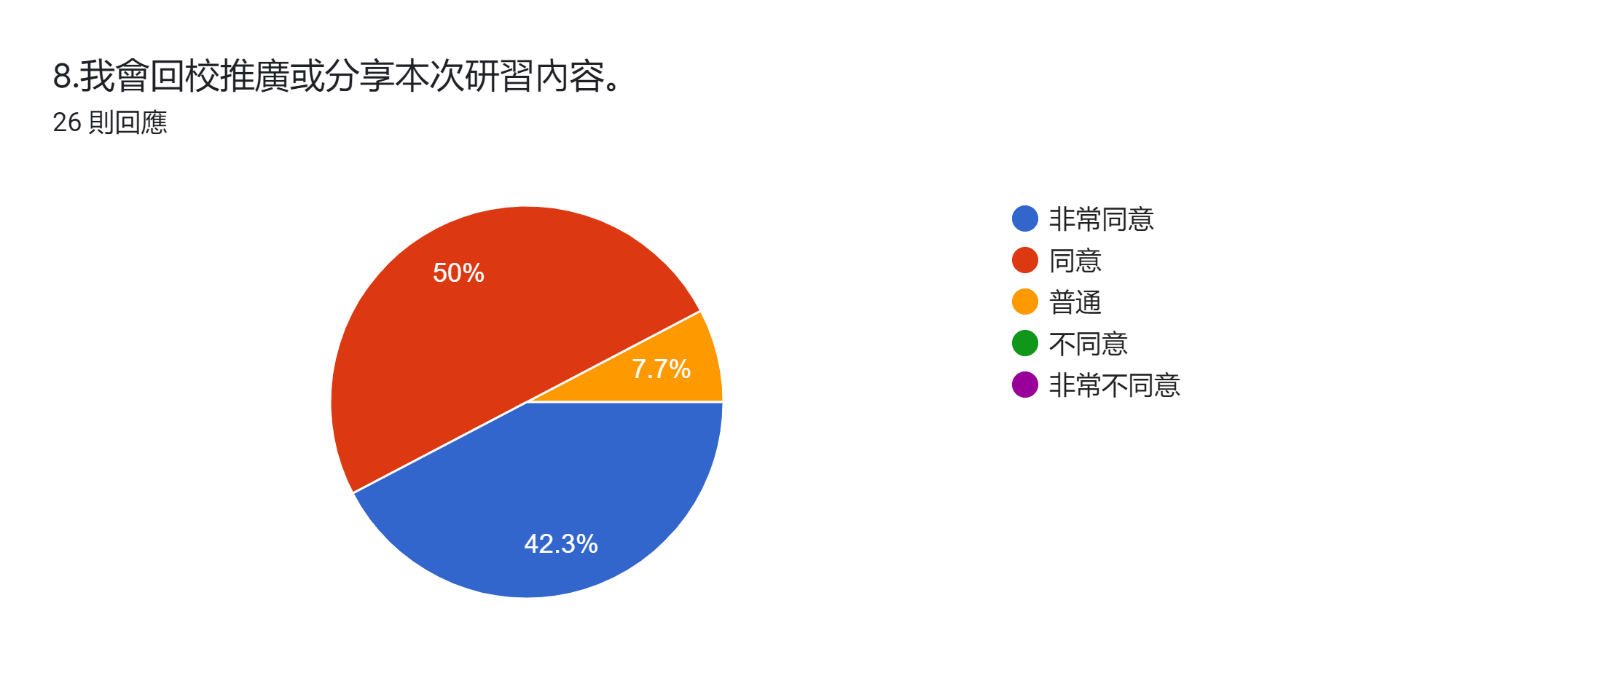 8.我會回校推廣或分享本次研習內容。
26 則回應
50%
7.7%
42.3%
非常同意
同意
普通
不同意
非常不同意